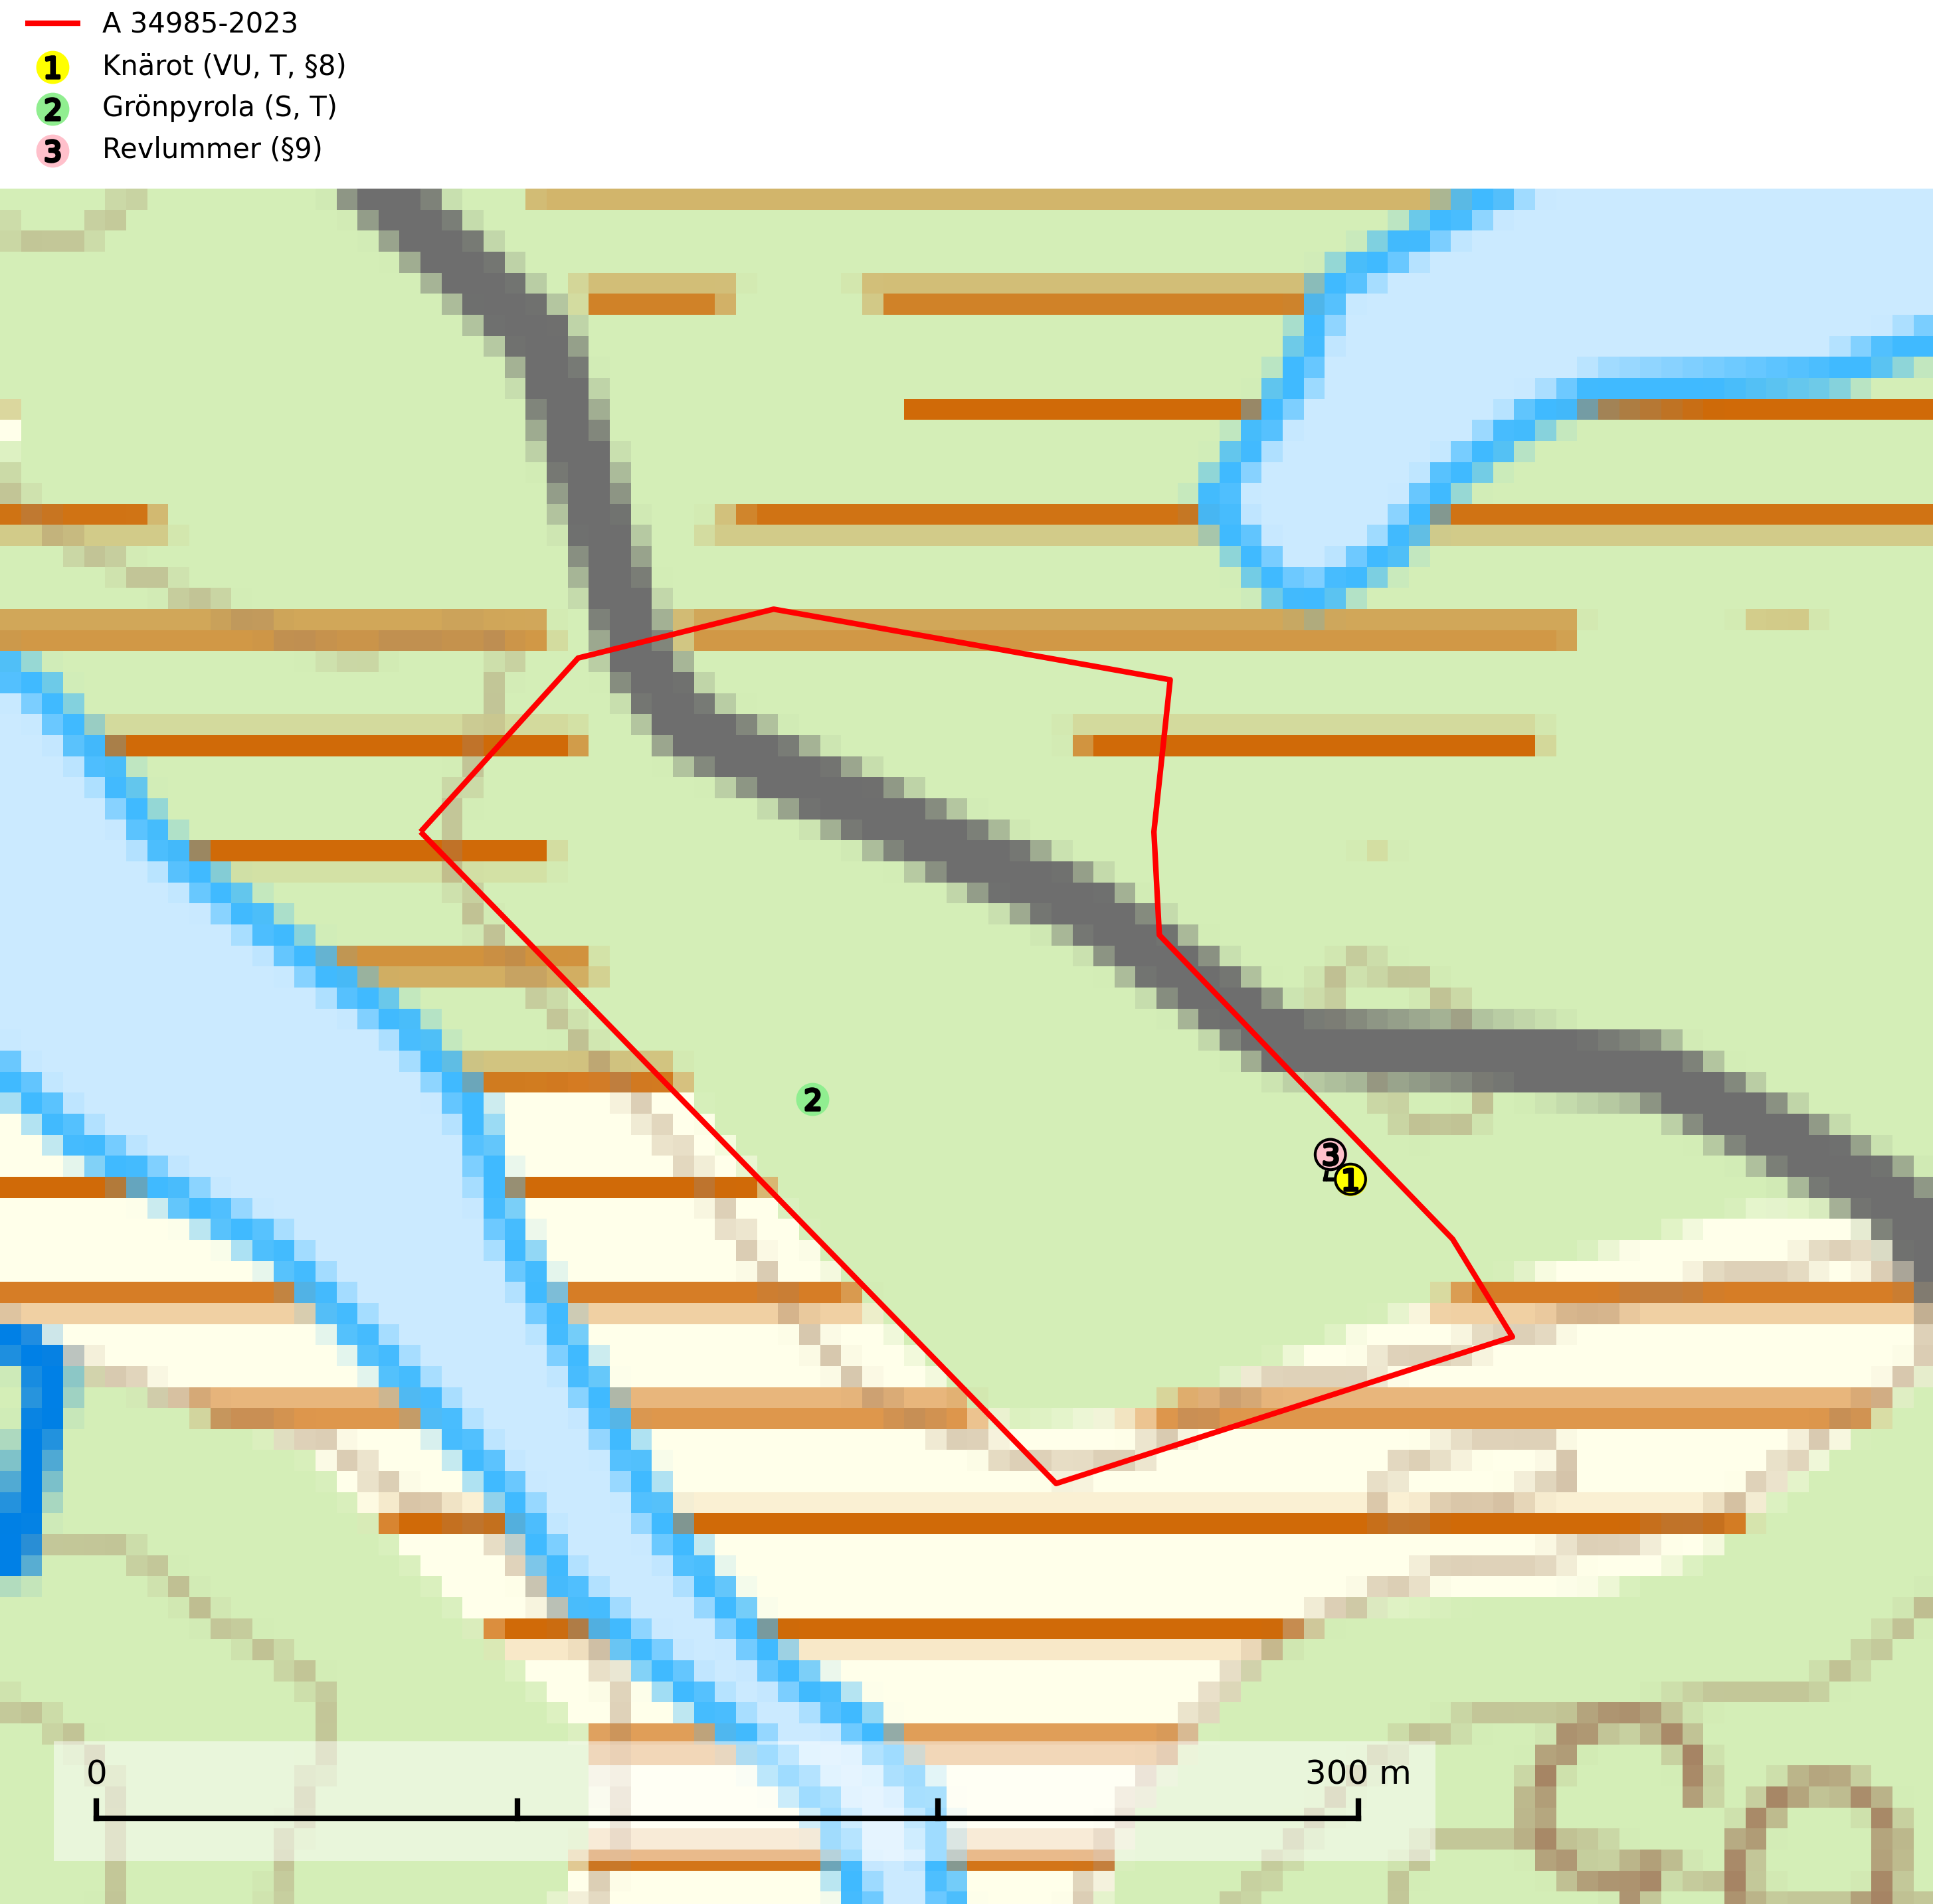 A 34985-2023
1 Knärot (VU, T, §8)
2 Grönpyrola (S, T)
3 Revlummer (§9)
2
3
1
0 300 m